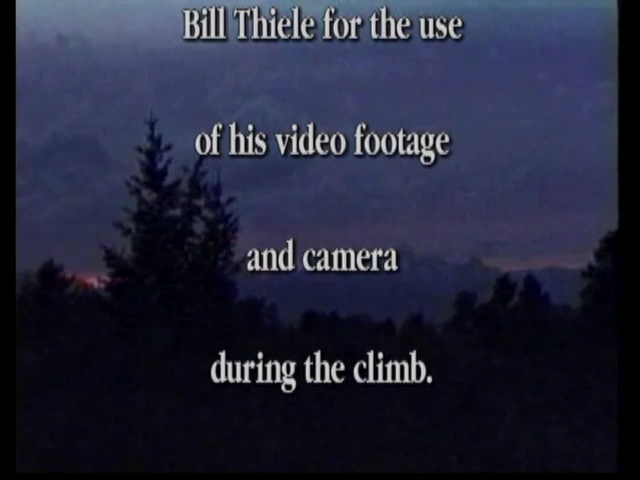 Bill Thiele for the use
of his video footage
and camera
during the climb.